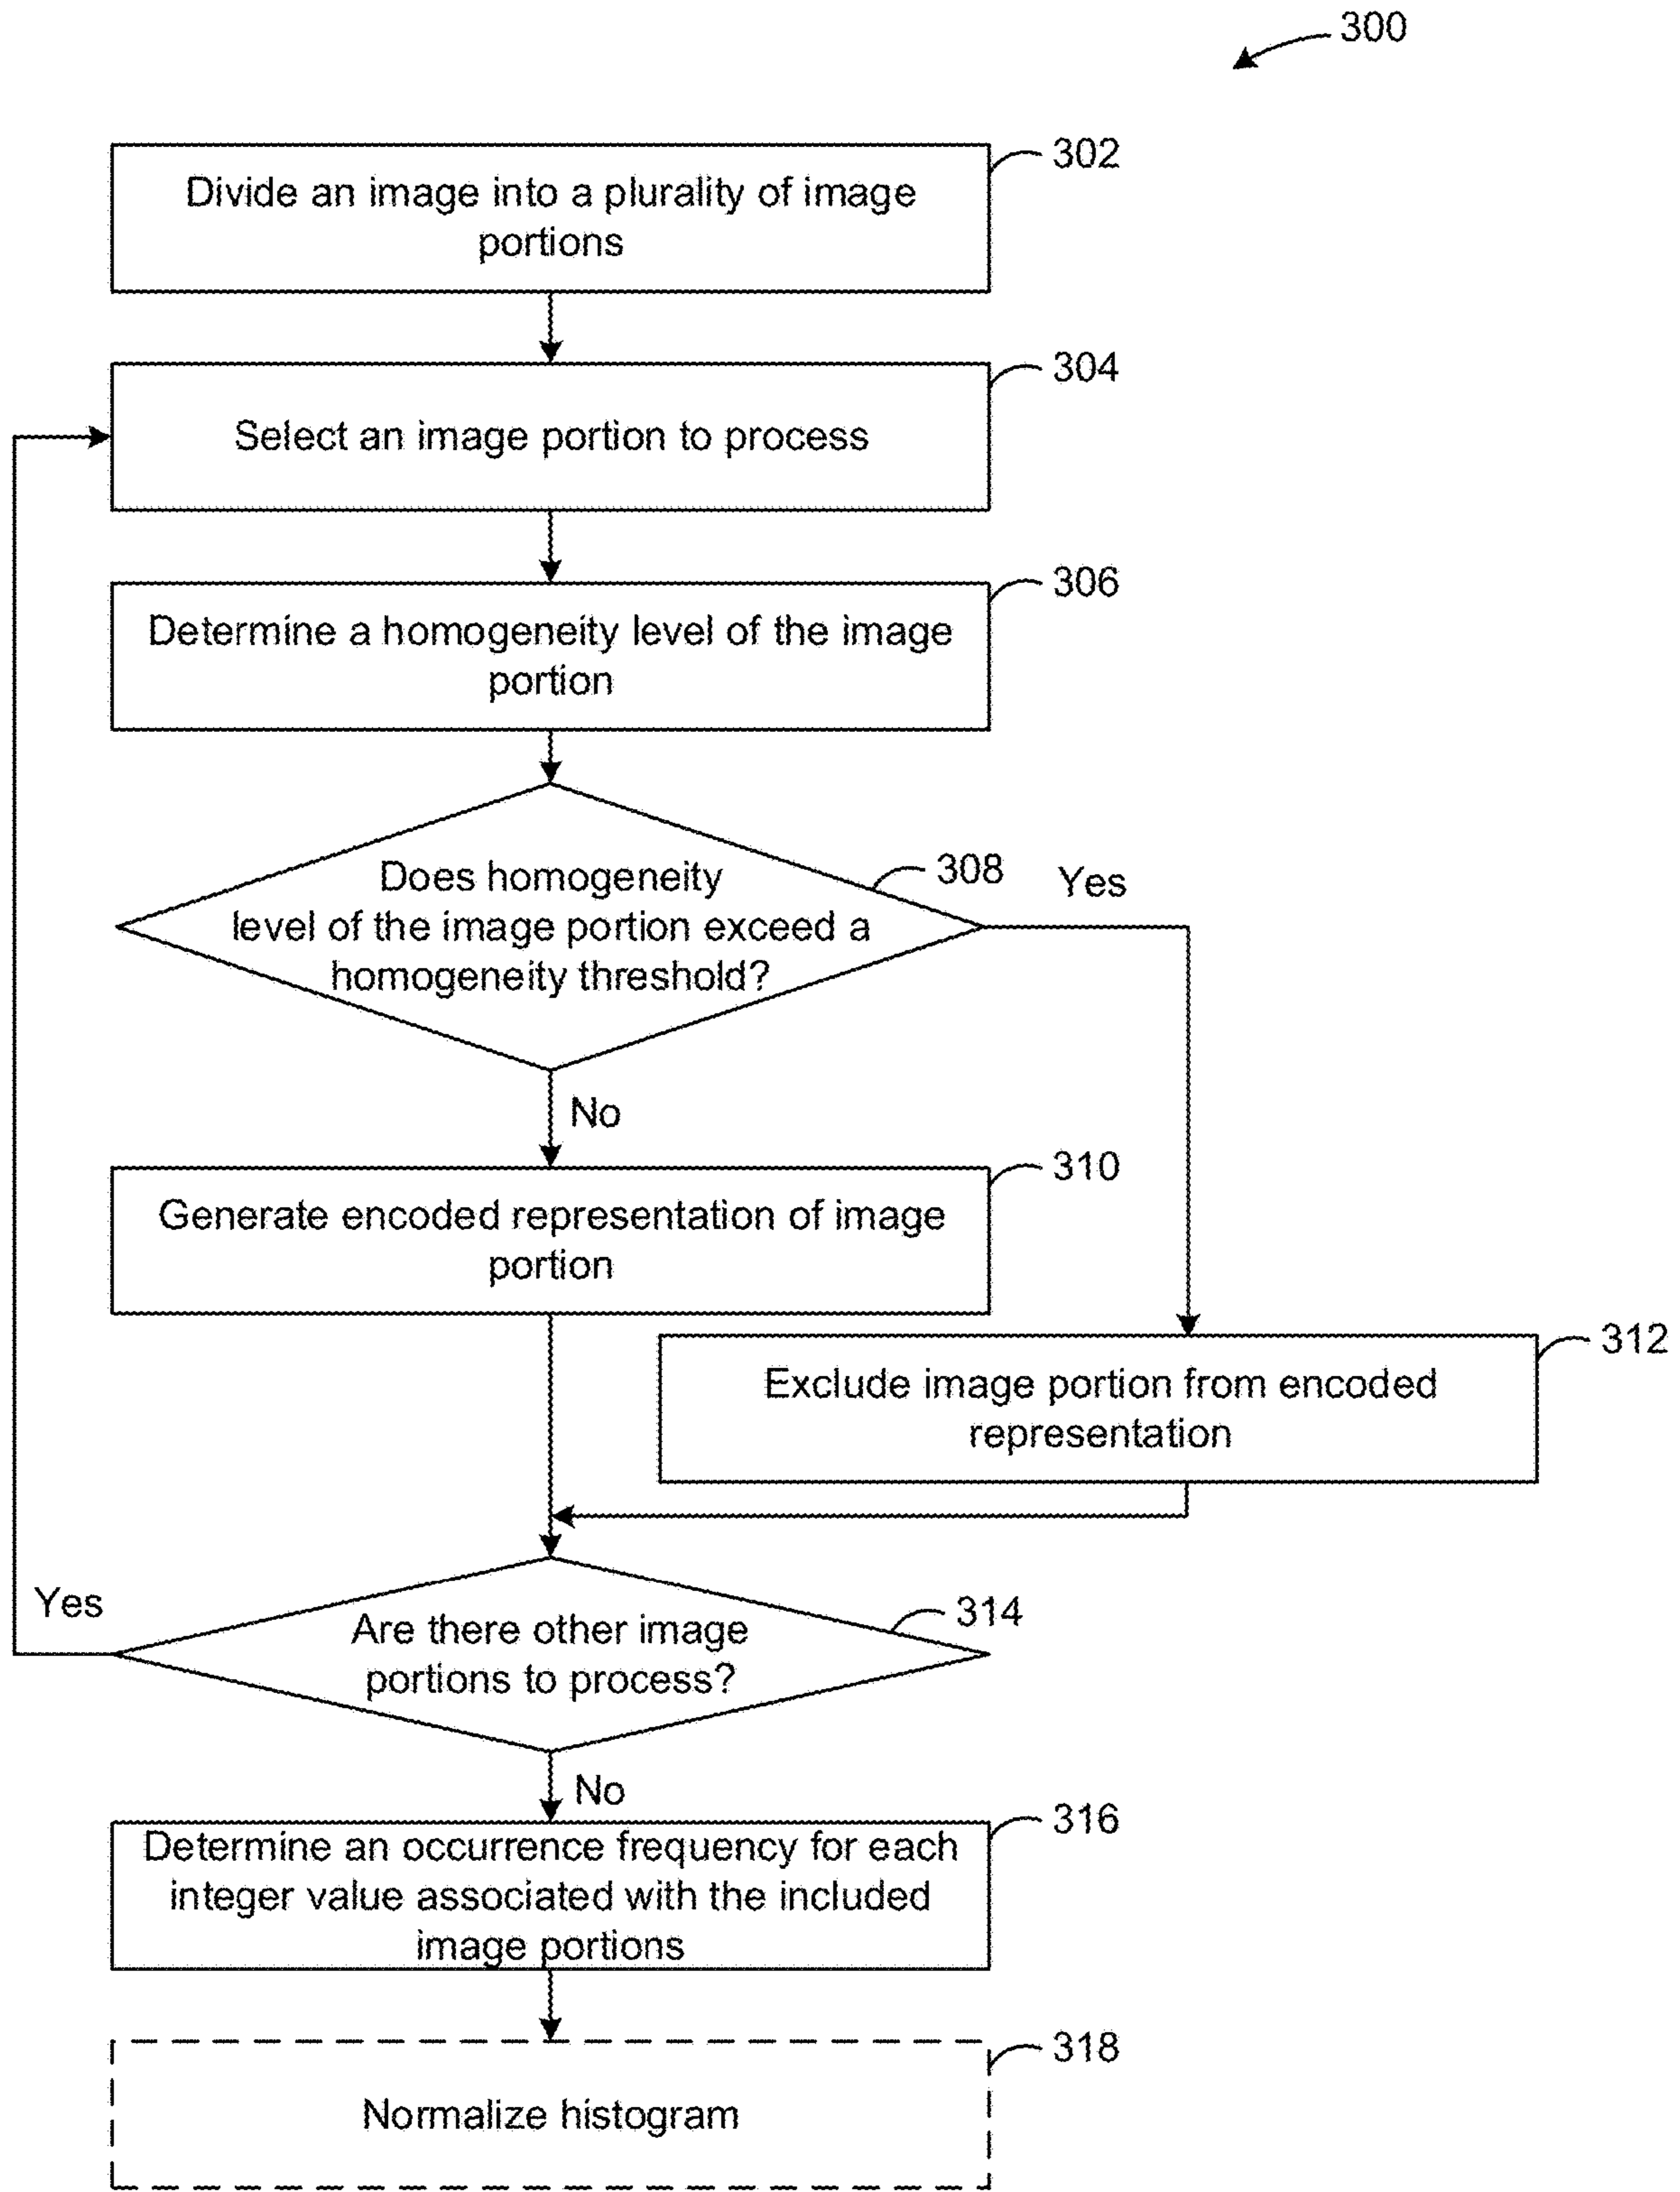 300
302
Divide an image into a plurality of image
portions
304
Select an image portion to process
306
Determine a homogeneity level of the image
portion
308
Yes
Does homogeneity
level of the image portion exceed a
homogeneity threshold?
No
310
Generate encoded representation of image
portion
312
Exclude image portion from encoded
representation
Yes
314
Are there other image
portions to process?
No
316
Determine an occurrence frequency for each
integer value associated with the included
image portions
318
Normalize histogram